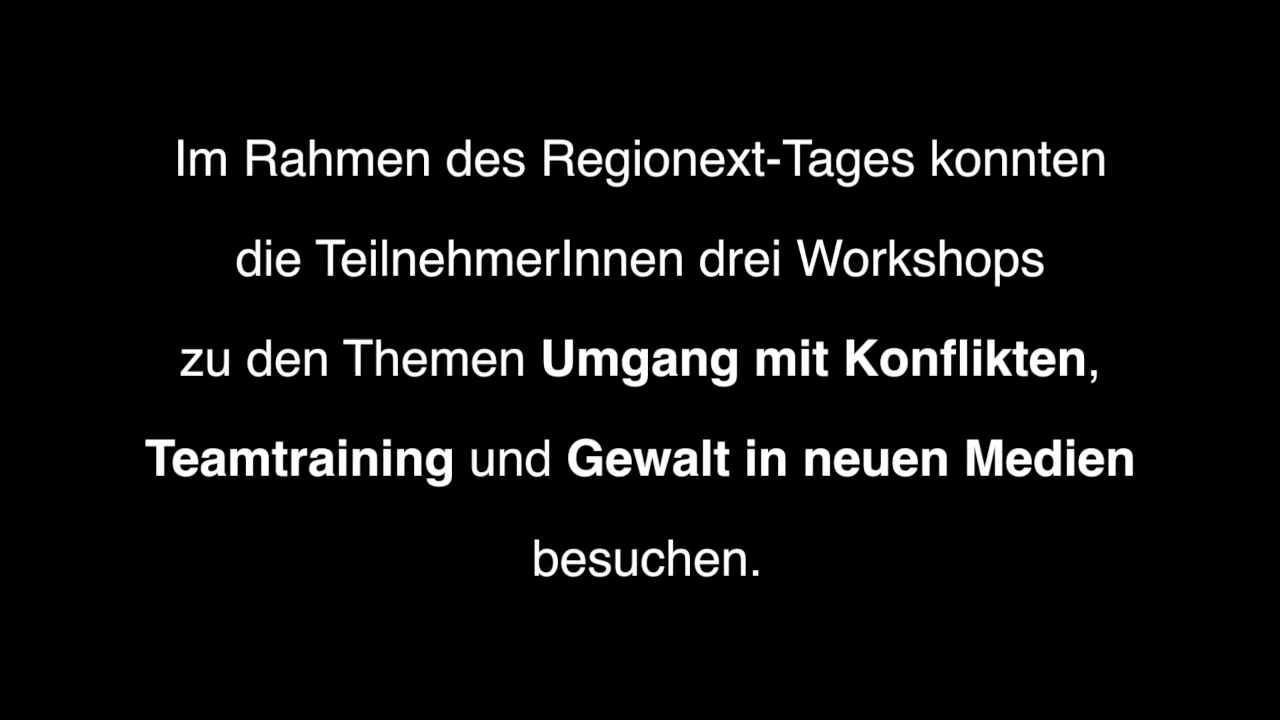 Im Rahmen des Regionext-Tages konnten
die TeilnehmerInnen drei Workshops
zu den Themen Umgang mit Konflikten,
Teamtraining und Gewalt in neuen Medien
besuchen.